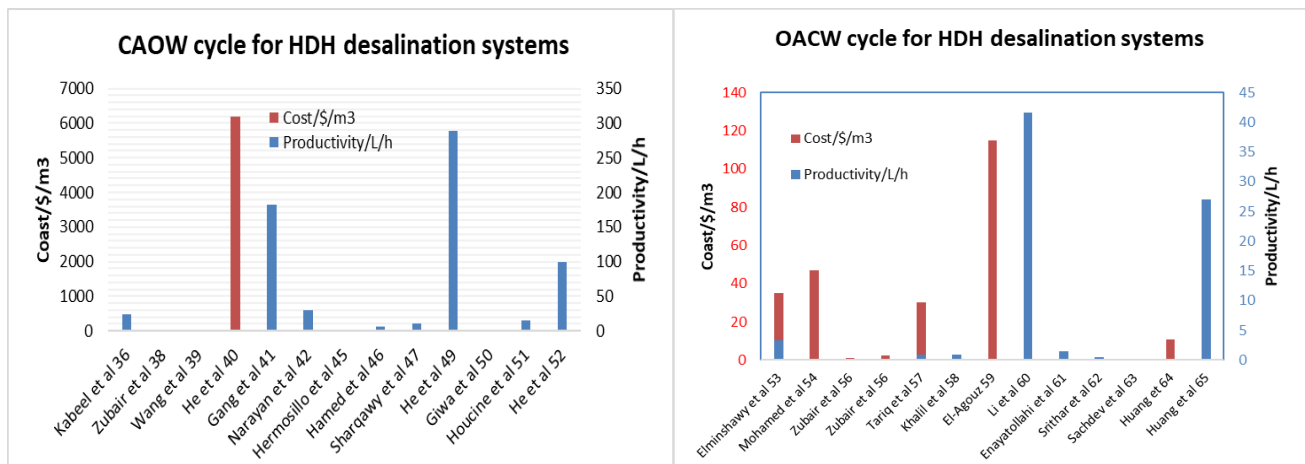 CAOW cycle for HDH desalination systems
Coast/$/m3
7000
6000
5000
4000
3000
2000
1000
0
Cost/$/m3
Productivity/L/h
350
300
250
200
150
100
50
0
Productivity/L/h
Kabeel et al 36
Zubair et al 38
Wang et al 39
He et al 40
Gang et al 41
Narayan et al 42
Hermosillo et al 45
Hamed et al 46
Sharqawy et al 47
He et al 49
Giwa et al 50
Houcine et al 51
He et al 52
OACW cycle for HDH desalination systems
Coast/$/m3
140
120
100
80
60
40
20
0
Cost/$/m3
Productivity/L/h
45
40
35
30
25
20
15
10
5
0
Productivity/L/h
Elminshawy et al 53
Mohamed et al 54
Zubair et al 56
Zubair et al 56
Tariq et al 57
Khalil et al 58
El-Agouz 59
Li et al 60
Enayatollahi et al 61
Srithar et al 62
Sachdev et al 63
Huang et 64
Huang et al 65